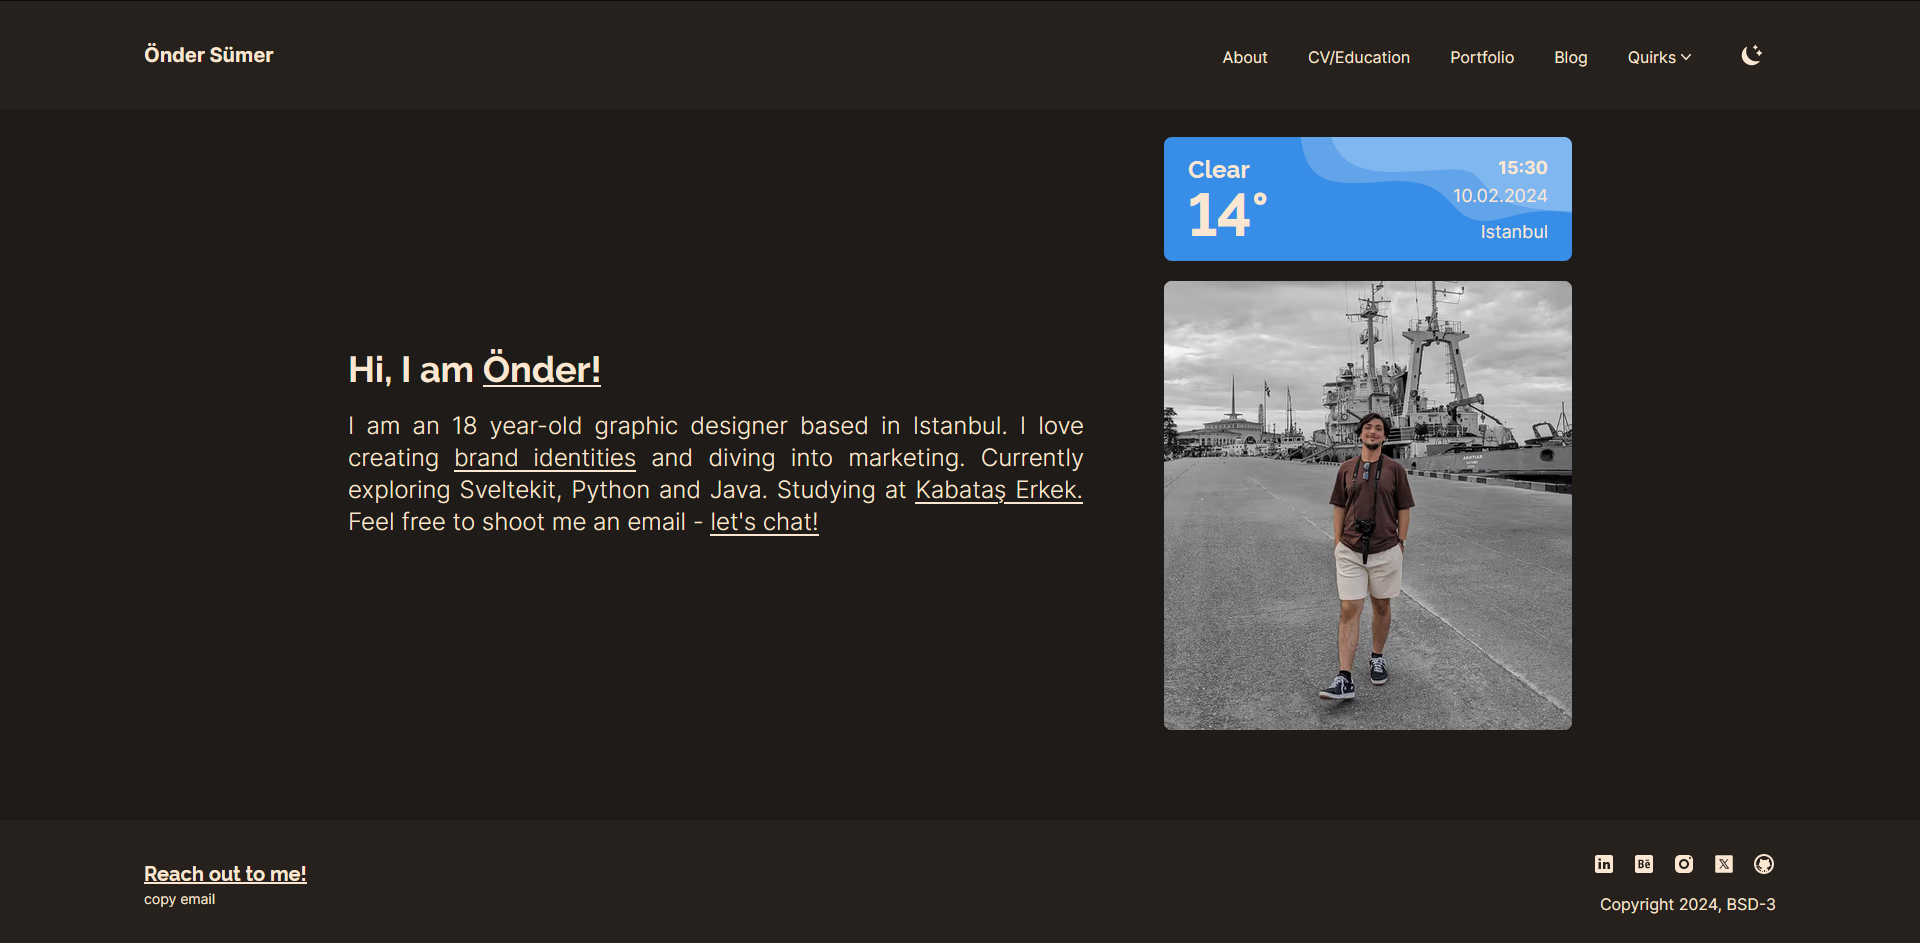 Önder Sümer
About CV/Education Portfolio Blog Quirks
Clear
14°
15:30
10.02.2024
Istanbul
Hi, I am Önder!
I am an 18 year-old graphic designer based in Istanbul. I love
creating brand identities and diving into marketing. Currently
exploring Sveltekit, Python and Java. Studying at Kabataş Erkek.
Feel free to shoot me an email - let's chat!
Reach out to me!
copy email
in Bē X
Copyright 2024, BSD-3